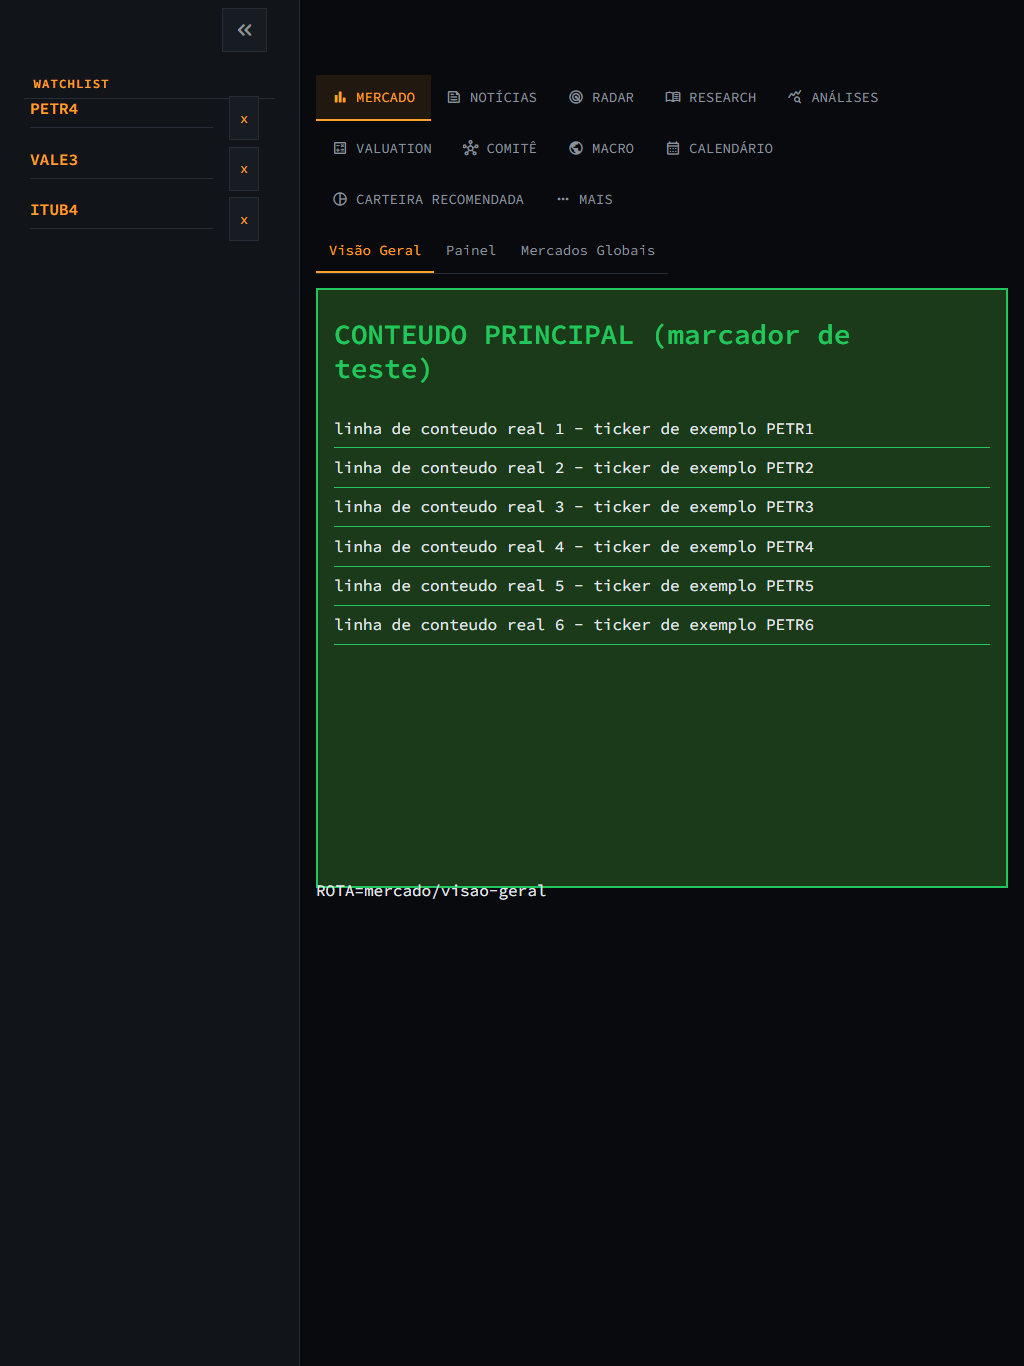 WATCHLIST
PETR4
x
VALE3
x
ITUB4
x
MERCADO NOTÍCIAS RADAR RESEARCH ANÁLISES
VALUATION COMITÊ MACRO CALENDÁRIO
CARTEIRA RECOMENDADA MAIS
Visão Geral Painel Mercados Globais
CONTEUDO PRINCIPAL (marcador de
teste)
linha de conteudo real 1 - ticker de exemplo PETR1
linha de conteudo real 2 - ticker de exemplo PETR2
linha de conteudo real 3 - ticker de exemplo PETR3
linha de conteudo real 4 - ticker de exemplo PETR4
linha de conteudo real 5 - ticker de exemplo PETR5
linha de conteudo real 6 - ticker de exemplo PETR6
ROTA=mercado/visao-geral